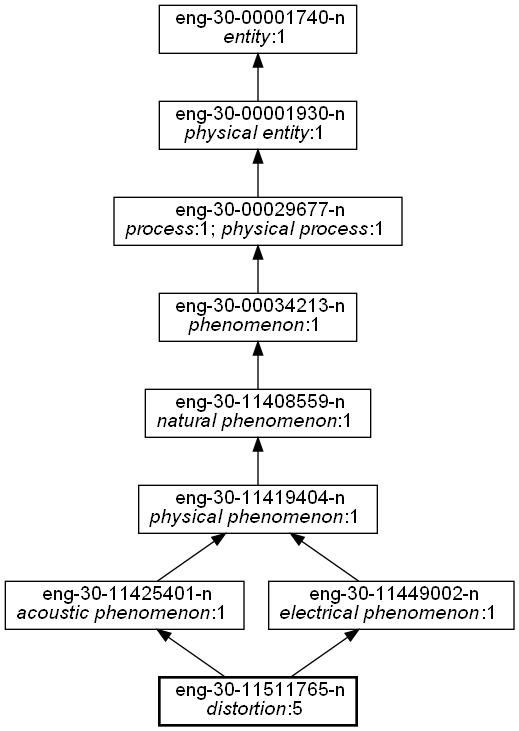 eng-30-00001740-n
entity:1
eng-30-00001930-n
physical entity:1
eng-30-00029677-n
process:1; physical process:1
eng-30-00034213-n
phenomenon:1
eng-30-11408559-n
natural phenomenon:1
eng-30-11419404-n
physical phenomenon:1
eng-30-11425401-n
acoustic phenomenon:1
eng-30-11449002-n
electrical phenomenon:1
eng-30-11511765-n
distortion:5